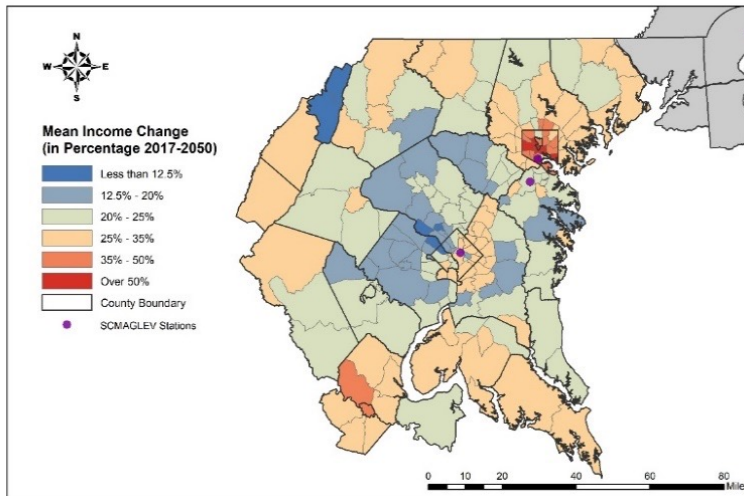 N
W E
S
Mean Income Change
(in Percentage 2017-2050)
Less than 12.5%
12.5% - 20%
20% - 25%
25% - 35%
35% - 50%
Over 50%
County Boundary
SCMAGLEV Stations
0 10 20 40 60 80
Mile